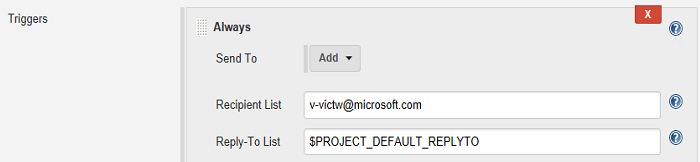 Triggers
X
Always
?
Send To
Add
Recipient List
v-victw@microsoft.com
?
Reply-To List
$PROJECT_DEFAULT_REPLYTO
?